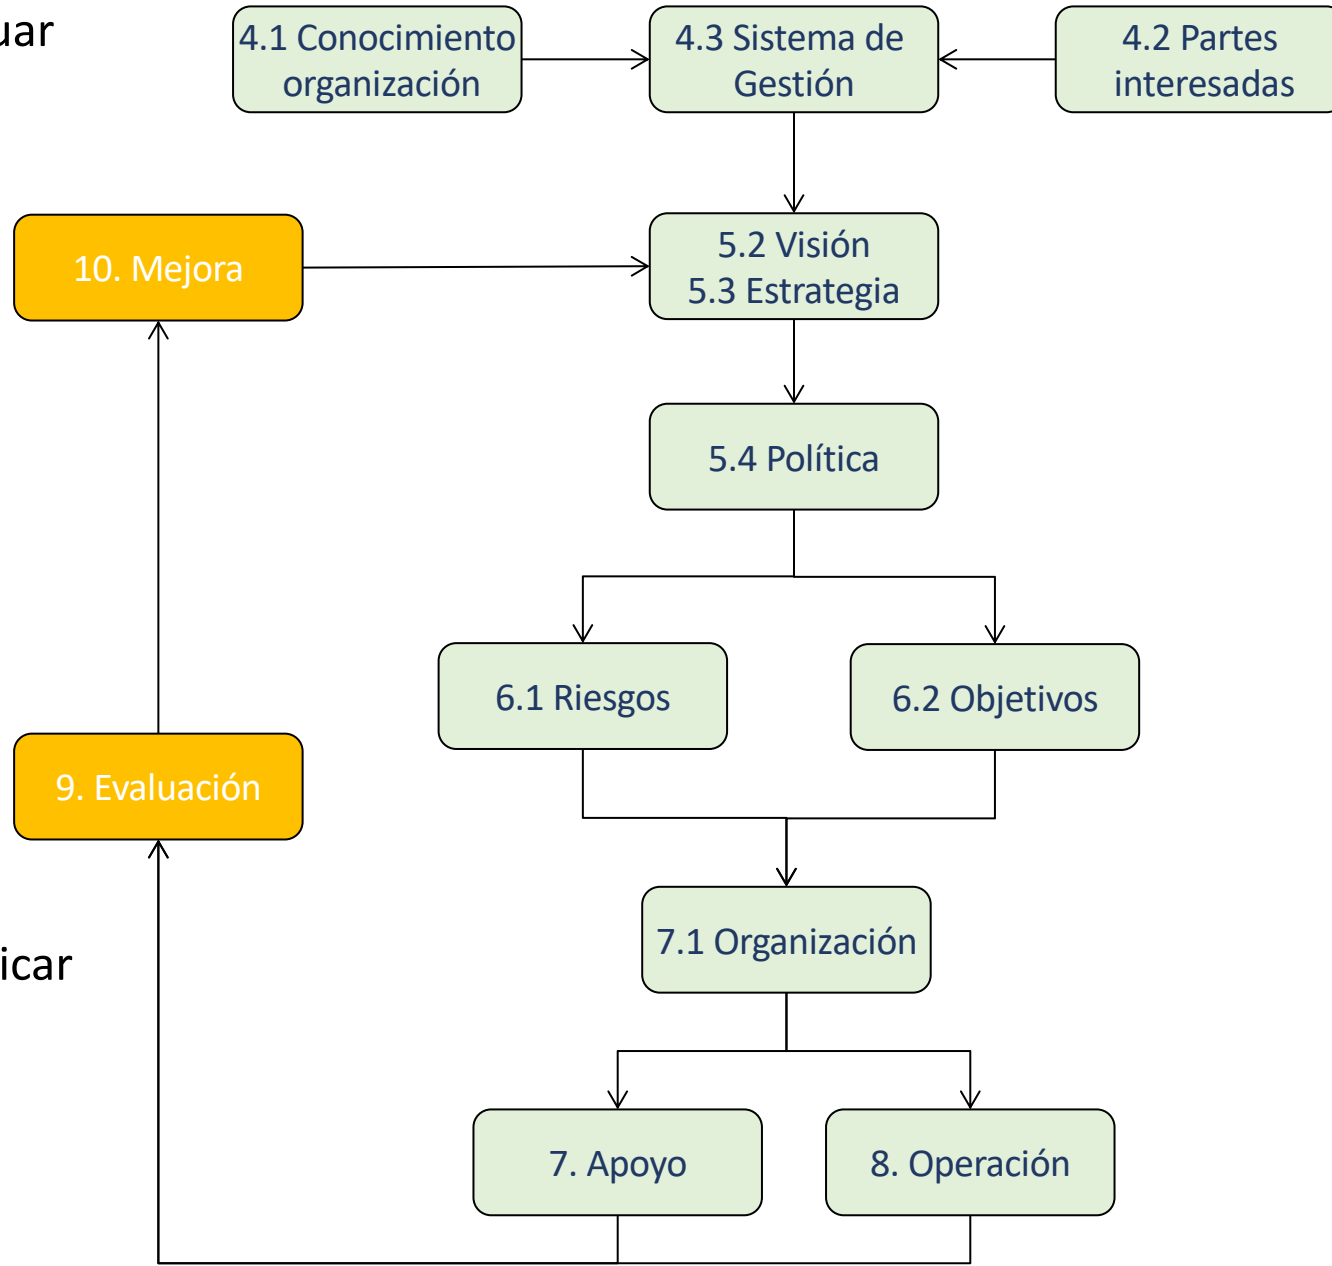 uar
4.1 Conocimiento
organización
4.3 Sistema de
Gestión
4.2 Partes
interesadas
10. Mejora
5.2 Visión
5.3 Estrategia
5.4 Política
6.1 Riesgos
6.2 Objetivos
9. Evaluación
7.1 Organización
icar
7. Apoyo
8. Operación